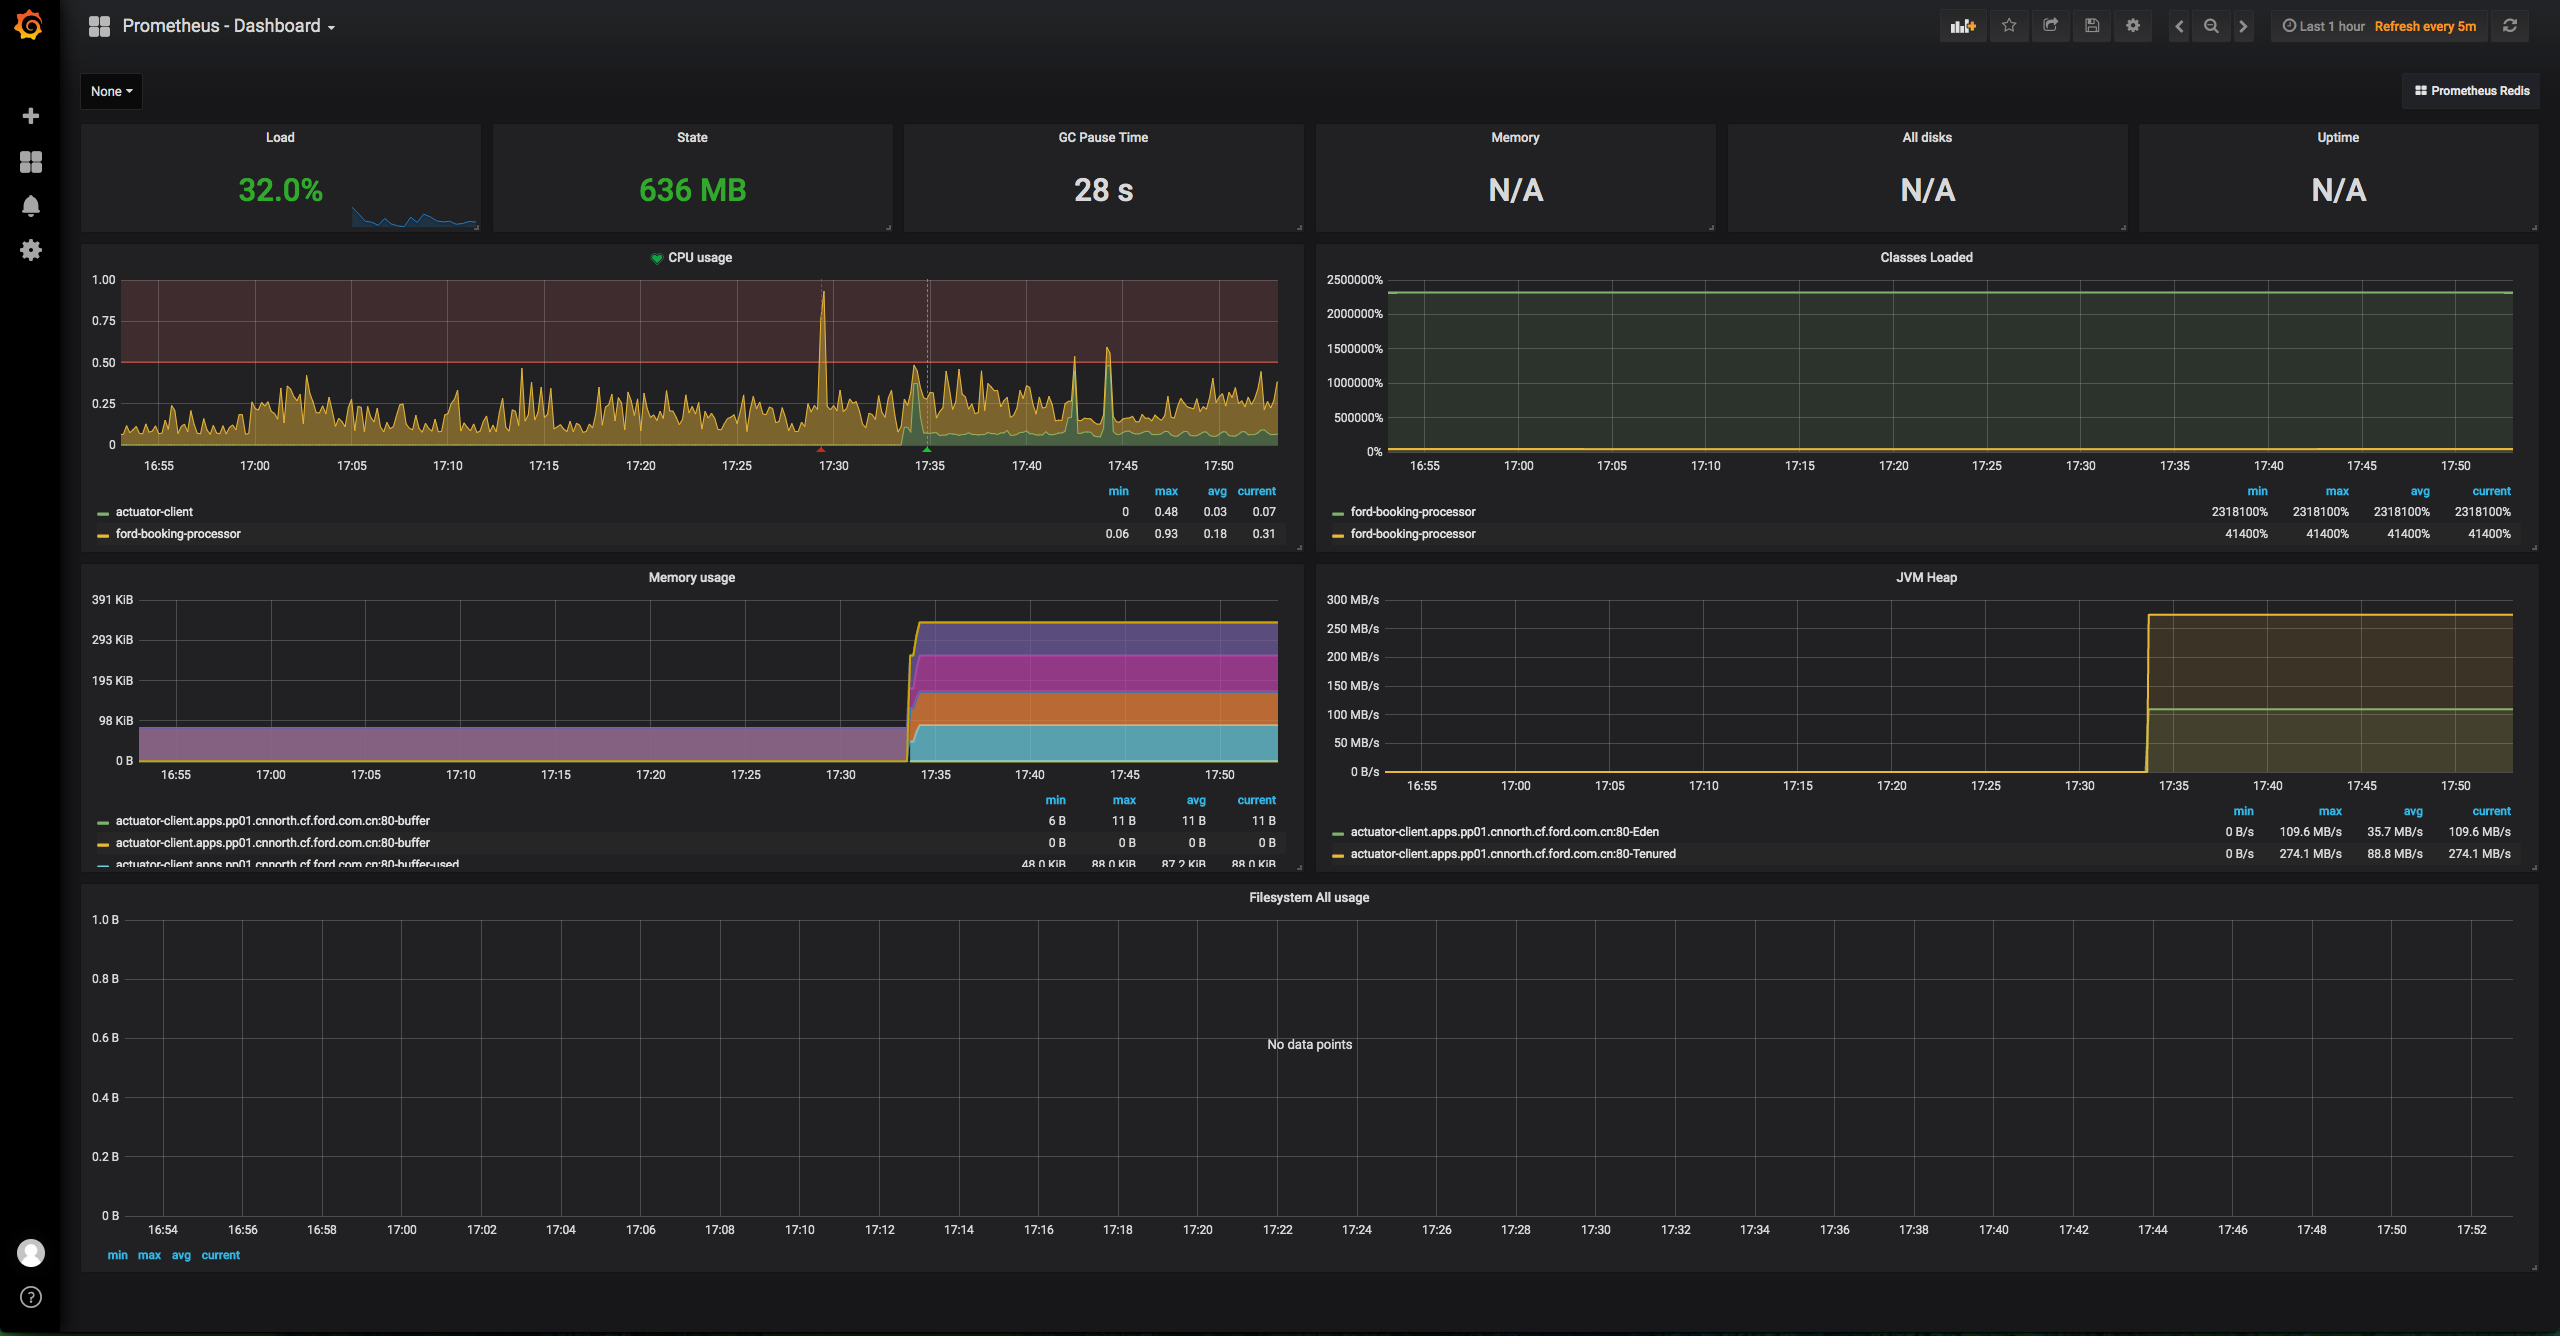 Prometheus - Dashboard
Last 1 hour Refresh every 5m
None
Prometheus Redis
Load
32.0%
State
636 MB
GC Pause Time
28 s
Memory
N/A
All disks
N/A
Uptime
N/A
CPU usage
1.00
0.75
0.50
0.25
0
16:55 17:00 17:05 17:10 17:15 17:20 17:25 17:30 17:35 17:40 17:45 17:50
min max avg current
actuator-client 0 0.48 0.03 0.07
ford-booking-processor 0.06 0.93 0.18 0.31
Classes Loaded
2500000%
2000000%
1500000%
1000000%
500000%
0%
16:55 17:00 17:05 17:10 17:15 17:20 17:25 17:30 17:35 17:40 17:45 17:50
min max avg current
ford-booking-processor 2318100% 2318100% 2318100% 2318100%
ford-booking-processor 41400% 41400% 41400% 41400%
Memory usage
391 KiB
293 KiB
195 KiB
98 KiB
0 B
16:55 17:00 17:05 17:10 17:15 17:20 17:25 17:30 17:35 17:40 17:45 17:50
min max avg current
actuator-client.apps.pp01.cnnorth.cf.ford.com.cn:80-buffer 6 B 11 B 11 B 11 B
actuator-client.apps.pp01.cnnorth.cf.ford.com.cn:80-buffer 0 B 0 B 0 B 0 B
actuator-client.apps.pp01.cnnorth.cf.ford.com.cn:80-buffer-used 48.0 KiB 88.0 KiB 87.2 KiB 88.0 KiB
JVM Heap
300 MB/s
250 MB/s
200 MB/s
150 MB/s
100 MB/s
50 MB/s
0 B/s
16:55 17:00 17:05 17:10 17:15 17:20 17:25 17:30 17:35 17:40 17:45 17:50
min max avg current
actuator-client.apps.pp01.cnnorth.cf.ford.com.cn:80-Eden 0 B/s 109.6 MB/s 35.7 MB/s 109.6 MB/s
actuator-client.apps.pp01.cnnorth.cf.ford.com.cn:80-Tenured 0 B/s 274.1 MB/s 88.8 MB/s 274.1 MB/s
Filesystem All usage
1.0 B
0.8 B
0.6 B
0.4 B
0.2 B
0 B
No data points
16:54 16:56 16:58 17:00 17:02 17:04 17:06 17:08 17:10 17:12 17:14 17:16 17:18 17:20 17:22 17:24 17:26 17:28 17:30 17:32 17:34 17:36 17:38 17:40 17:42 17:44 17:46 17:48 17:50 17:52
min max avg current